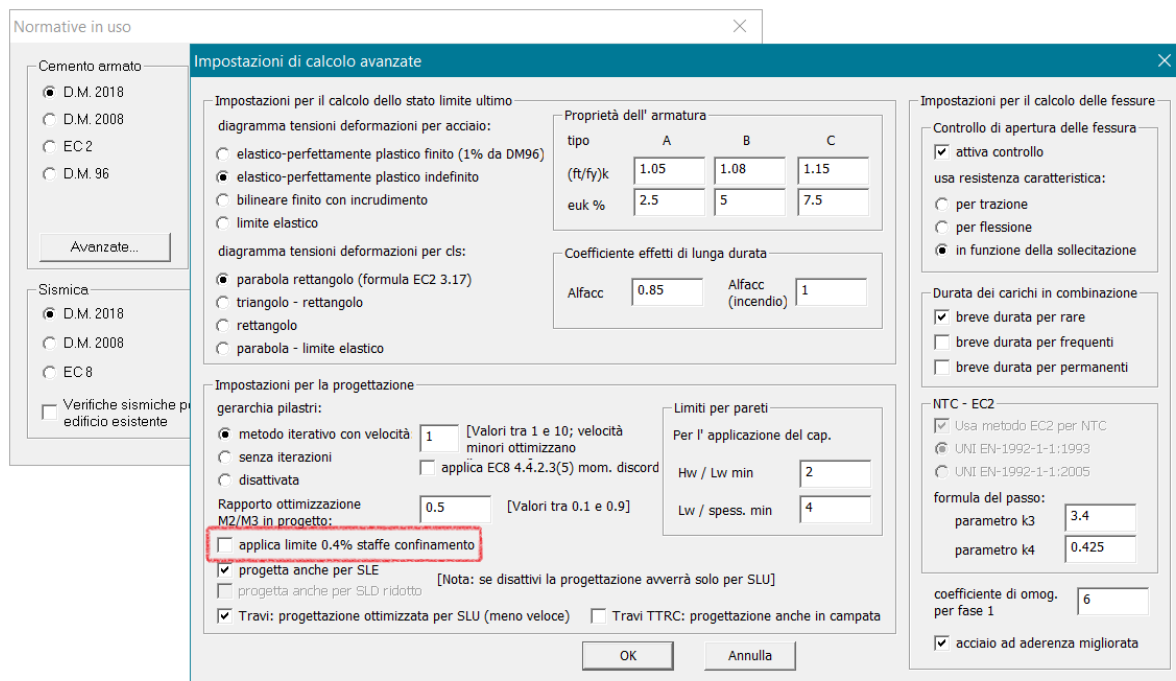 Normative in uso
Cemento armato
D.M. 2018
D.M. 2008
EC 2
D.M. 96
Avanzate...
Sismica
D.M. 2018
D.M. 2008
EC 8
Verifiche sismiche pe
edificio esistente
Impostazioni di calcolo avanzate
Impostazioni per il calcolo dello stato limite ultimo
diagramma tensioni deformazioni per acciaio:
elastico-perfettamente plastico finito (1% da DM96)
elastico-perfettamente plastico indefinito
bilineare finito con incrudimento
limite elastico
diagramma tensioni deformazioni per cls:
parabola rettangolo (formula EC2 3.17)
triangolo - rettangolo
rettangolo
parabola - limite elastico
Proprietà dell' armatura
tipo A B C
(ft/fy)k 1.05 1.08 1.15
euk % 2.5 5 7.5
Coefficiente effetti di lunga durata
Alfacc 0.85 Alfacc (incendio) 1
Impostazioni per la progettazione
gerarchia pilastri:
metodo iterativo con velocità 1 [Valori tra 1 e 10; velocità
minori ottimizzano
senza iterazioni
applica EC8 4.4.2.3(5) mom. discord
disattivata
Rapporto ottimizzazione
M2/M3 in progetto: 0.5 [Valori tra 0.1 e 0.9]
applica limite 0.4% staffe confinamento
progetta anche per SLE
[Nota: se disattivi la progettazione avverrà solo per SLU]
progetta anche per SLD ridotto
Travi: progettazione ottimizzata per SLU (meno veloce)
Travi TTRC: progettazione anche in campata
Limiti per pareti
Per l' applicazione del cap.
Hw / Lw min 2
Lw / spess. min 4
OK
Annulla
Impostazioni per il calcolo delle fessure
Controllo di apertura delle fessura
attiva controllo
usa resistenza caratteristica:
per trazione
per flessione
in funzione della sollecitazione
Durata dei carichi in combinazione
breve durata per rare
breve durata per frequenti
breve durata per permanenti
NTC - EC2
Usa metodo EC2 per NTC
UNI EN-1992-1-1:1993
UNI EN-1992-1-1:2005
formula del passo:
parametro k3 3.4
parametro k4 0.425
coefficiente di omog.
per fase 1 6
acciaio ad aderenza migliorata